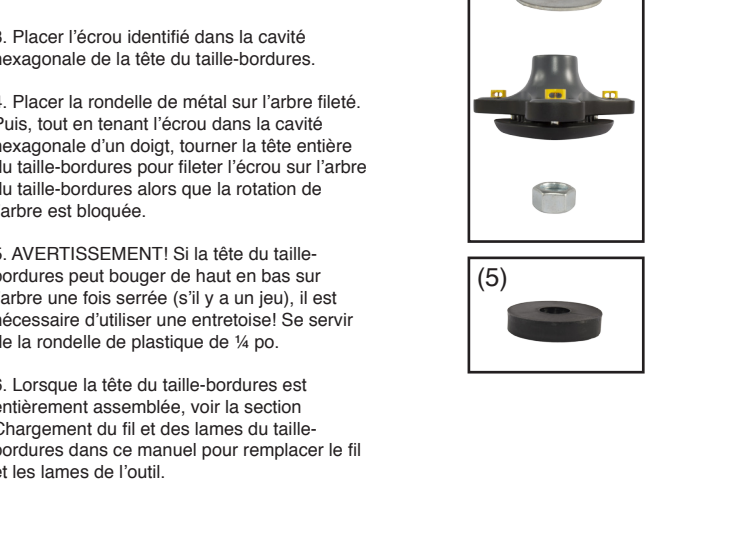 3. Placer l’écrou identifié dans la cavité
hexagonale de la tête du taille-bordures.
4. Placer la rondelle de métal sur l’arbre fileté.
Puis, tout en tenant l’écrou dans la cavité
hexagonale d’un doigt, tourner la tête entière
du taille-bordures pour fileter l’écrou sur l’arbre
du taille-bordures alors que la rotation de
l’arbre est bloquée.
5. AVERTISSEMENT! Si la tête du taille-
bordures peut bouger de haut en bas sur
l’arbre une fois serrée (s’il y a un jeu), il est
nécessaire d’utiliser une entretoise! Se servir
de la rondelle de plastique de ¼ po.
6. Lorsque la tête du taille-bordures est
entièrement assemblée, voir la section
Chargement du fil et des lames du taille-
bordures dans ce manuel pour remplacer le fil
et les lames de l’outil.
(5)